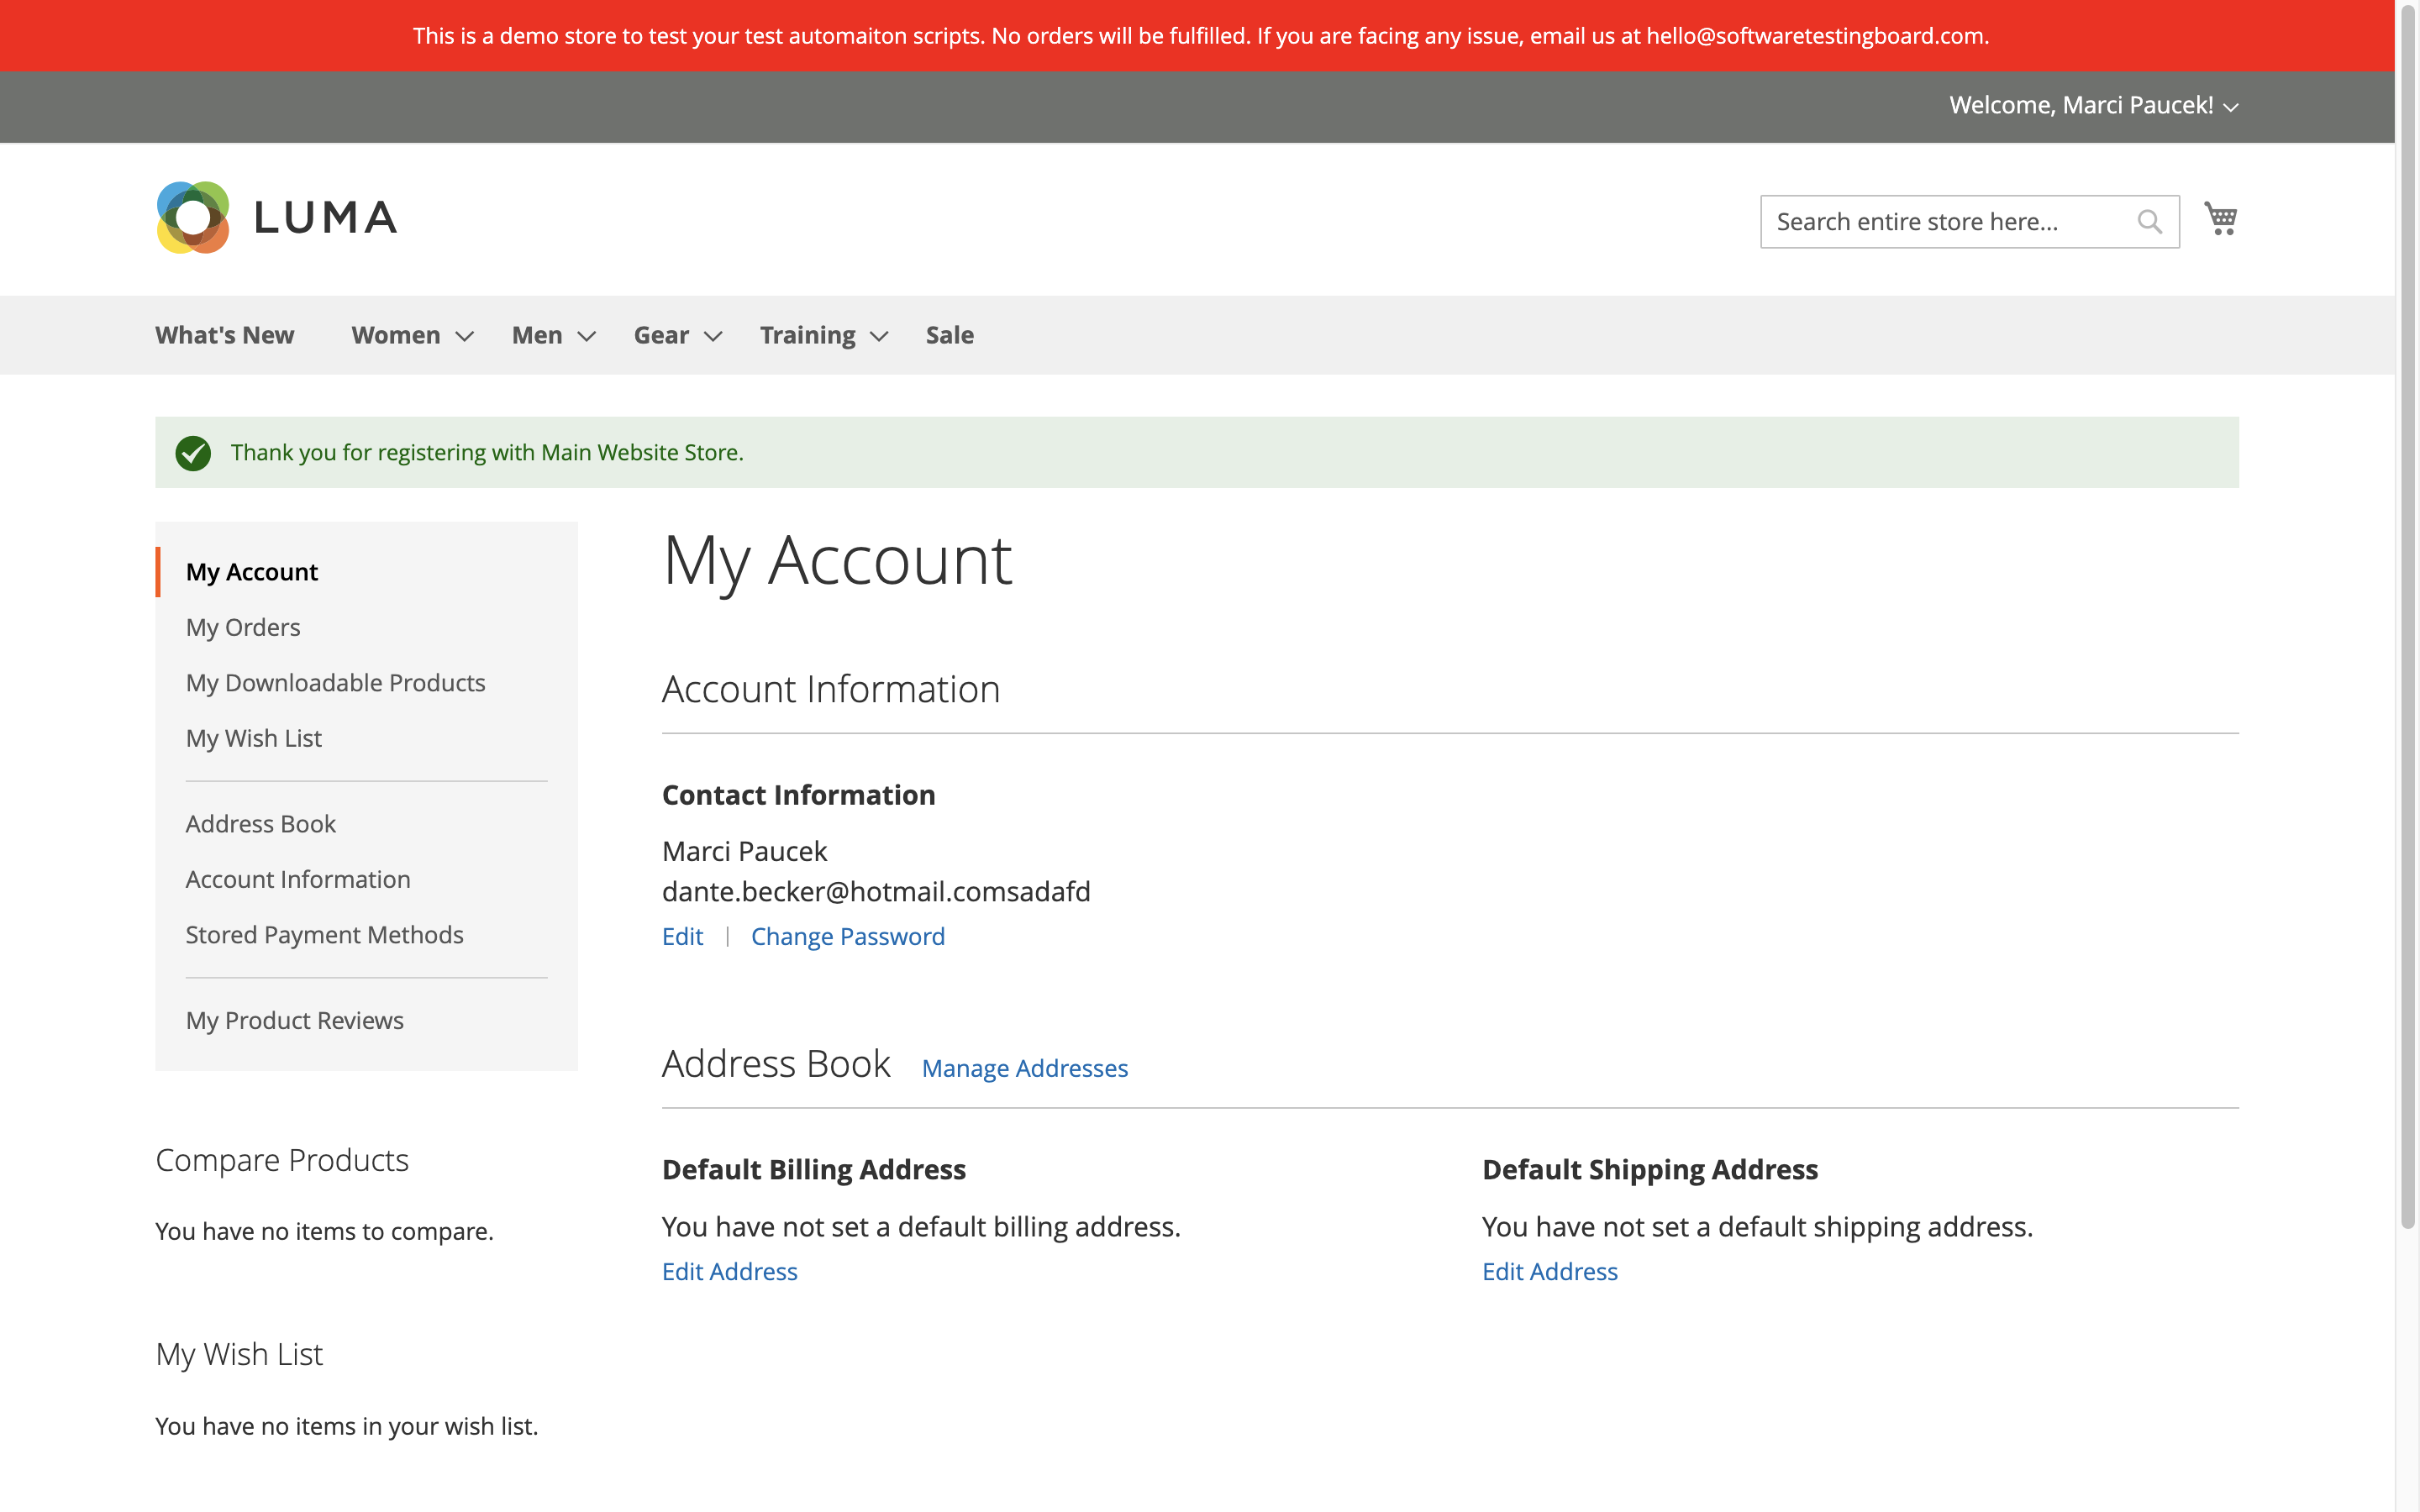 This is a demo store to test your test automaiton scripts. No orders will be fulfilled. If you are facing any issue, email us at hello@softwaretestingboard.com.
Welcome, Marci Paucek!
LUMA
Search entire store here...
What's New Women Men Gear Training Sale
Thank you for registering with Main Website Store.
My Account
My Orders
My Downloadable Products
My Wish List
Address Book
Account Information
Stored Payment Methods
My Product Reviews
Compare Products
You have no items to compare.
My Wish List
You have no items in your wish list.
My Account
Account Information
Contact Information
Marci Paucek
dante.becker@hotmail.comsadafd
Edit | Change Password
Address Book Manage Addresses
Default Billing Address
You have not set a default billing address.
Edit Address
Default Shipping Address
You have not set a default shipping address.
Edit Address